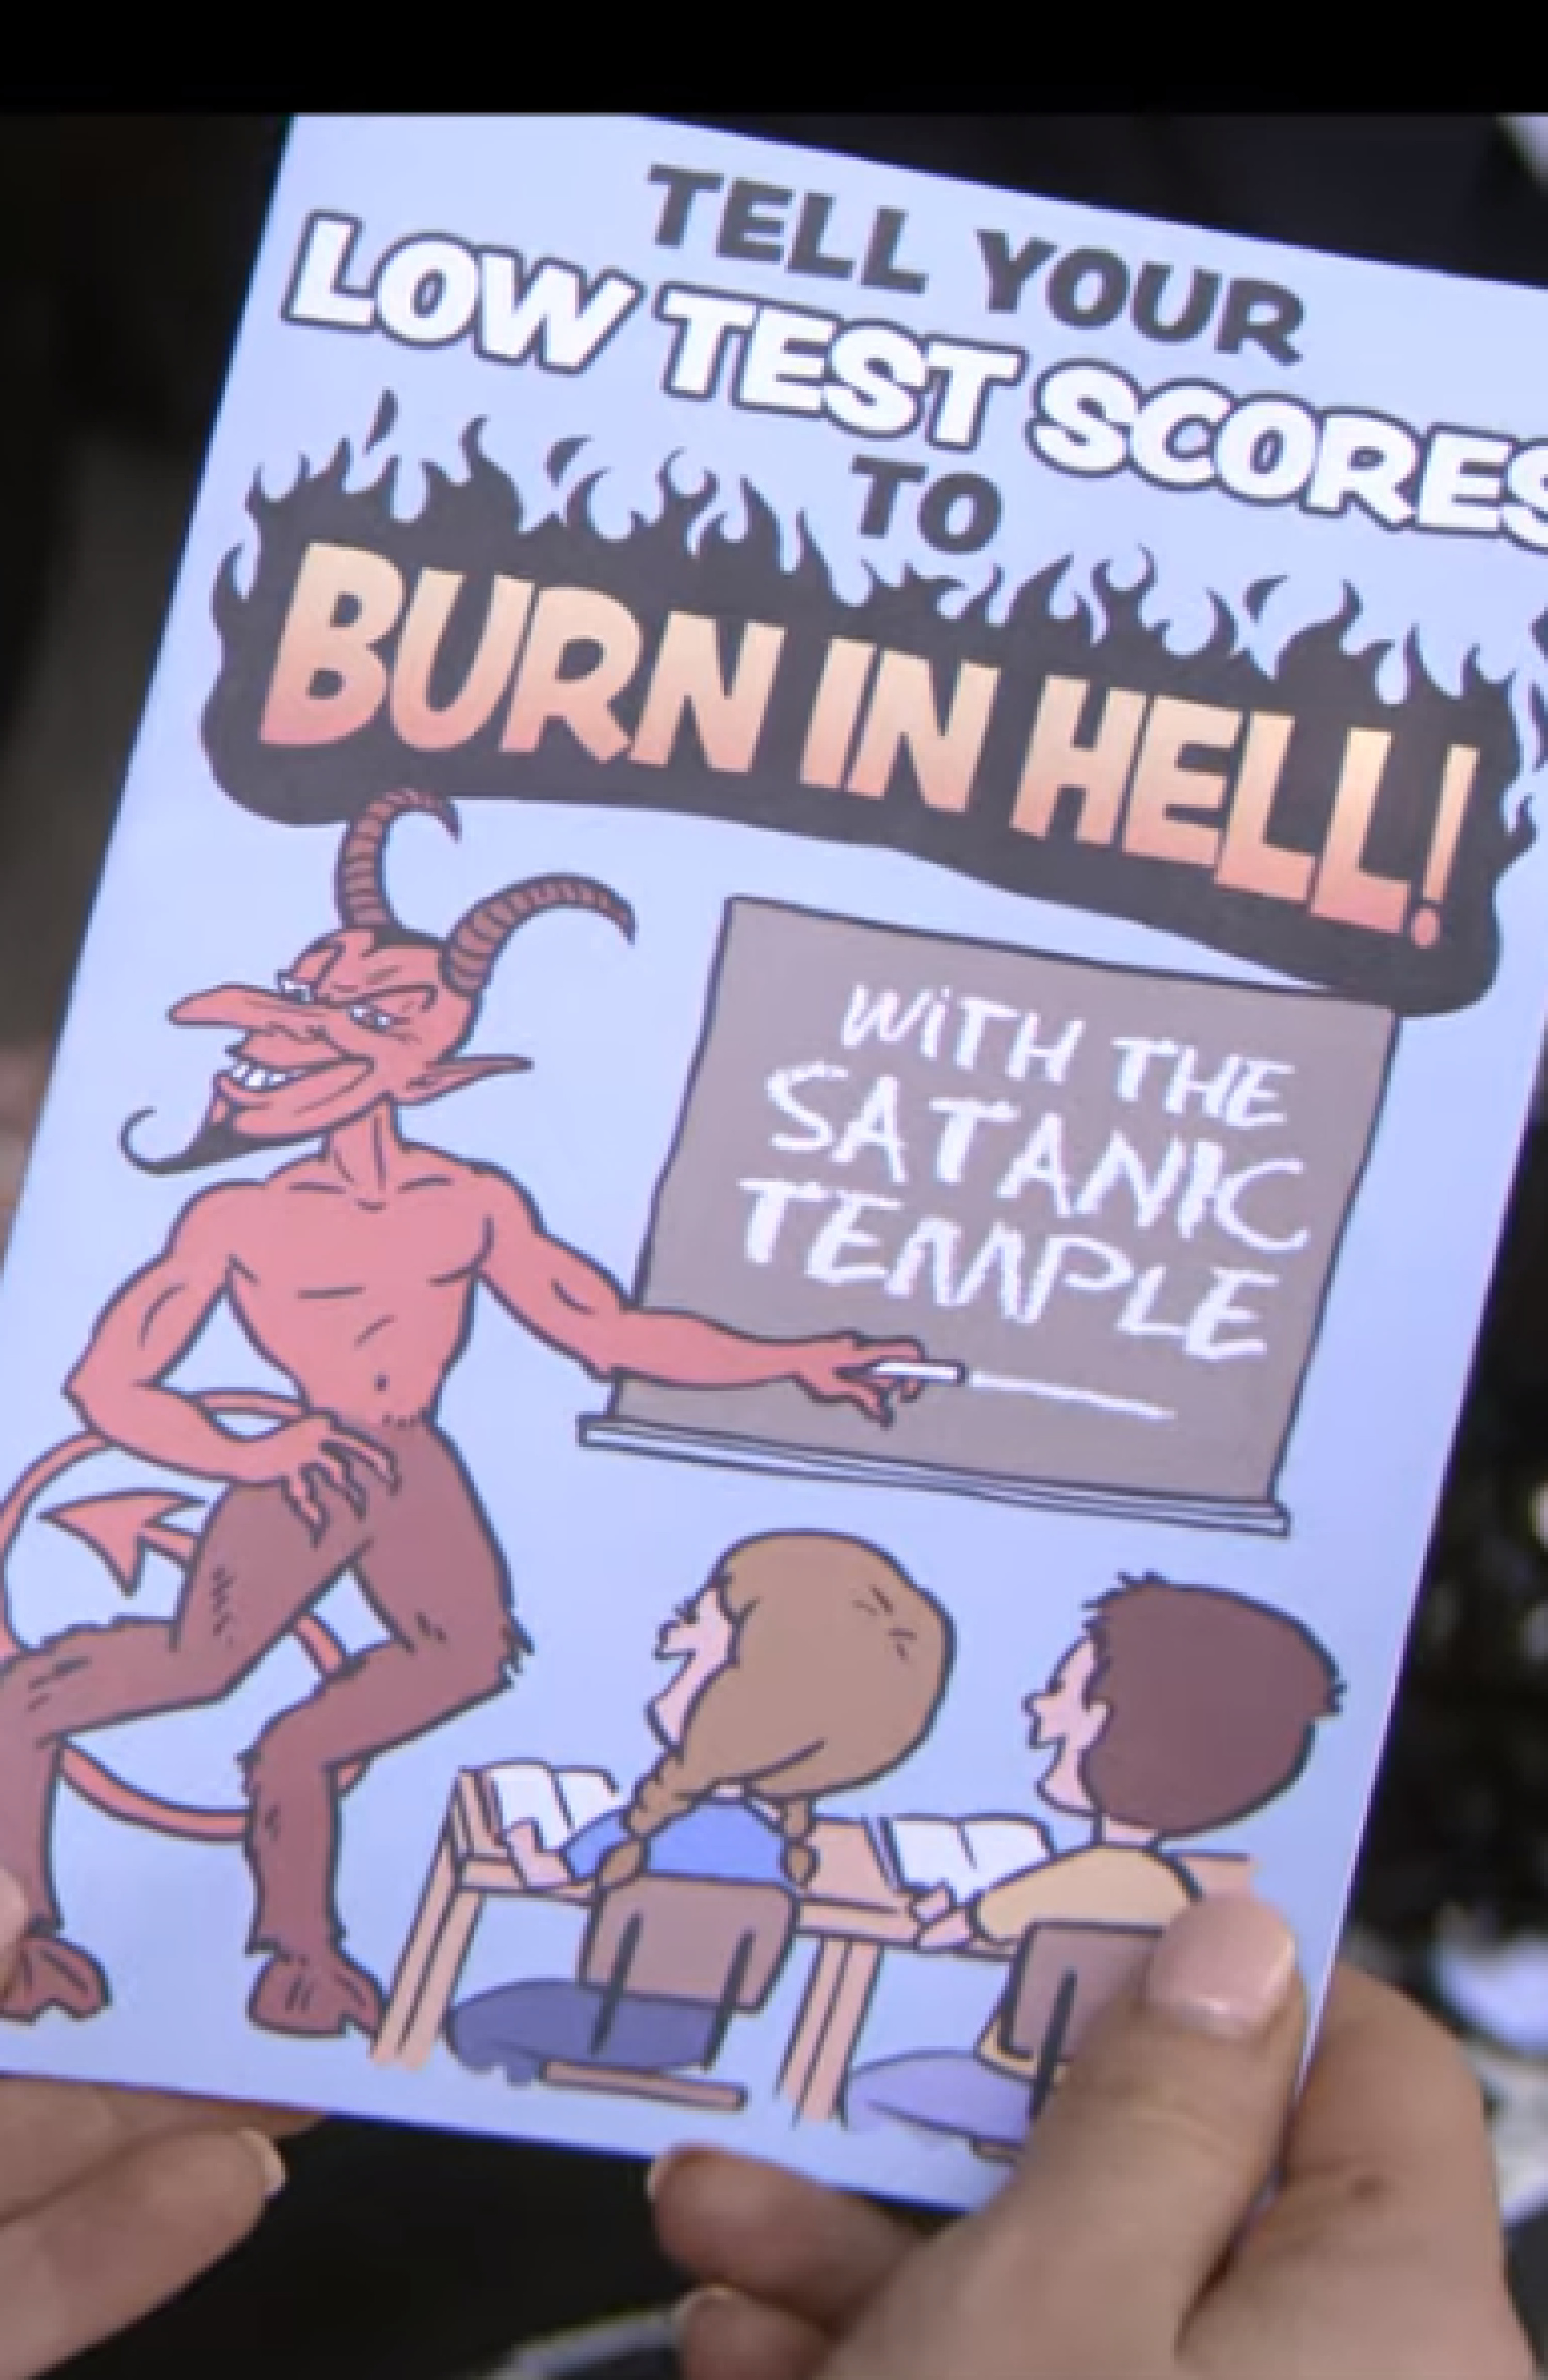 TELL YOUR
LOW TEST SCORES
TO
BURN IN HELL!
WITH THE
SATANIC
TEMPLE